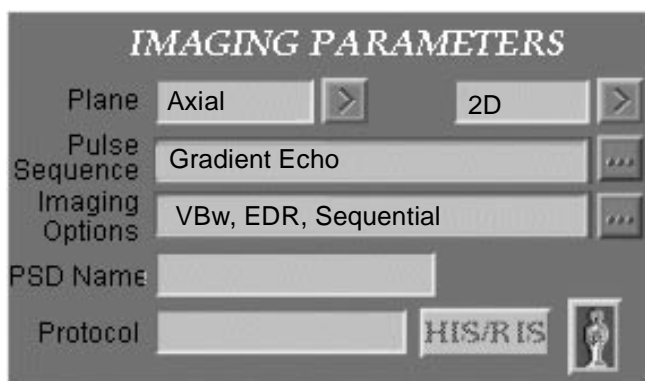 IMAGING PARAMETERS
Plane Axial > 2D >
Pulse
Sequence Gradient Echo ...
Imaging
Options VBw, EDR, Sequential ...
PSD Name
Protocol HIS/RIS